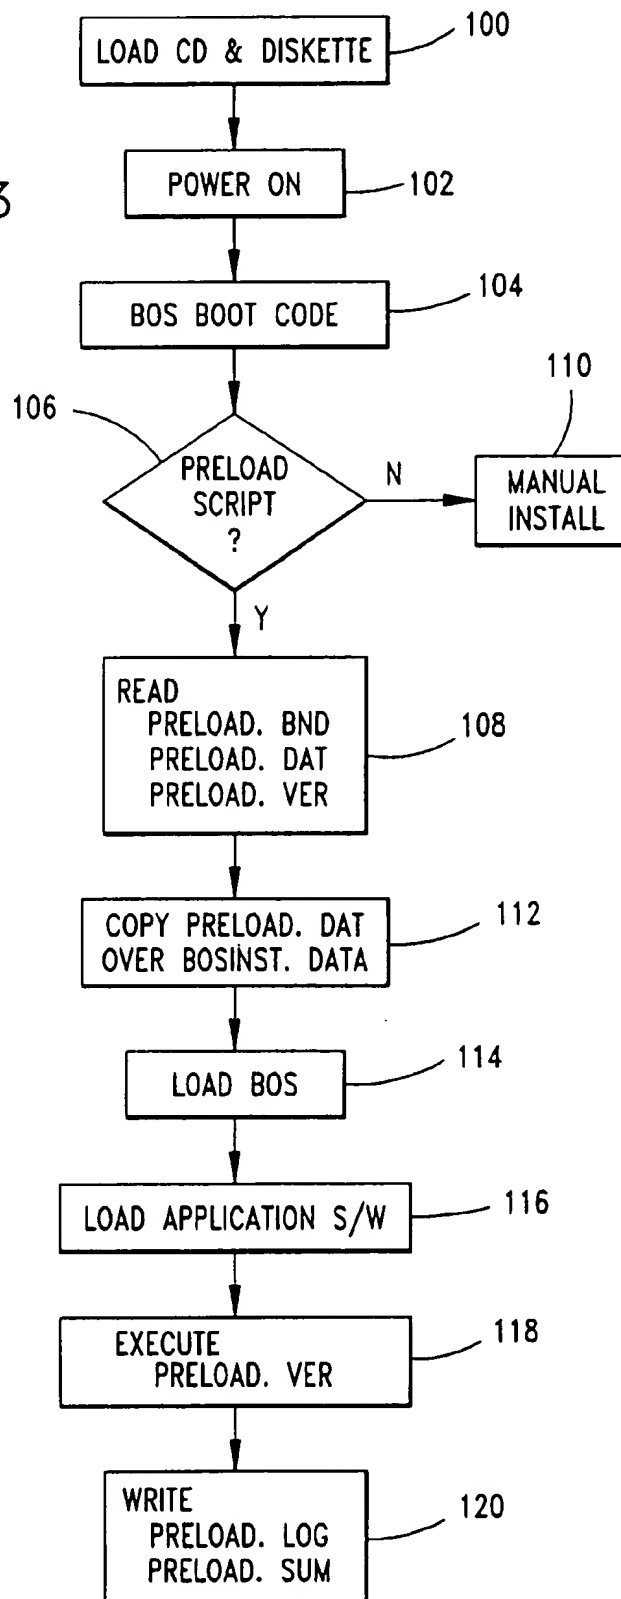 100
LOAD CD & DISKETTE
3
POWER ON
102
104
BOS BOOT CODE
106
110
PRELOAD
SCRIPT
?
N
MANUAL
INSTALL
Y
READ
PRELOAD. BND
PRELOAD. DAT
PRELOAD. VER
108
COPY PRELOAD. DAT
OVER BOSINST. DATA
112
LOAD BOS
114
LOAD APPLICATION S/W
116
EXECUTE
PRELOAD. VER
118
WRITE
PRELOAD. LOG
PRELOAD. SUM
120